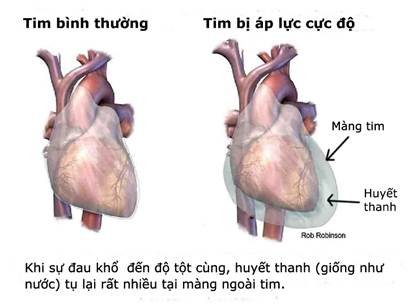 Tim bình thường
Tim bị áp lực cực độ
Màng tim
Huyết
thanh
Rob Robinson
Khi sự đau khổ đến độ tột cùng, huyết thanh (giống như
nước) tụ lại rất nhiều tại màng ngoài tim.